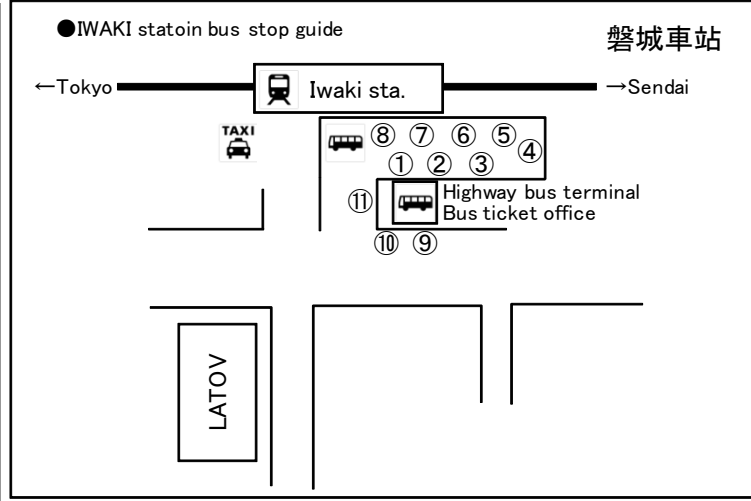 ●IWAKI statoin bus stop guide
磐城車站
←Tokyo
Iwaki sta.
→Sendai
TAXI
⑧ ⑦ ⑥ ⑤ ④
① ② ③
⑪
Highway bus terminal
Bus ticket office
⑩ ⑨
LATOV